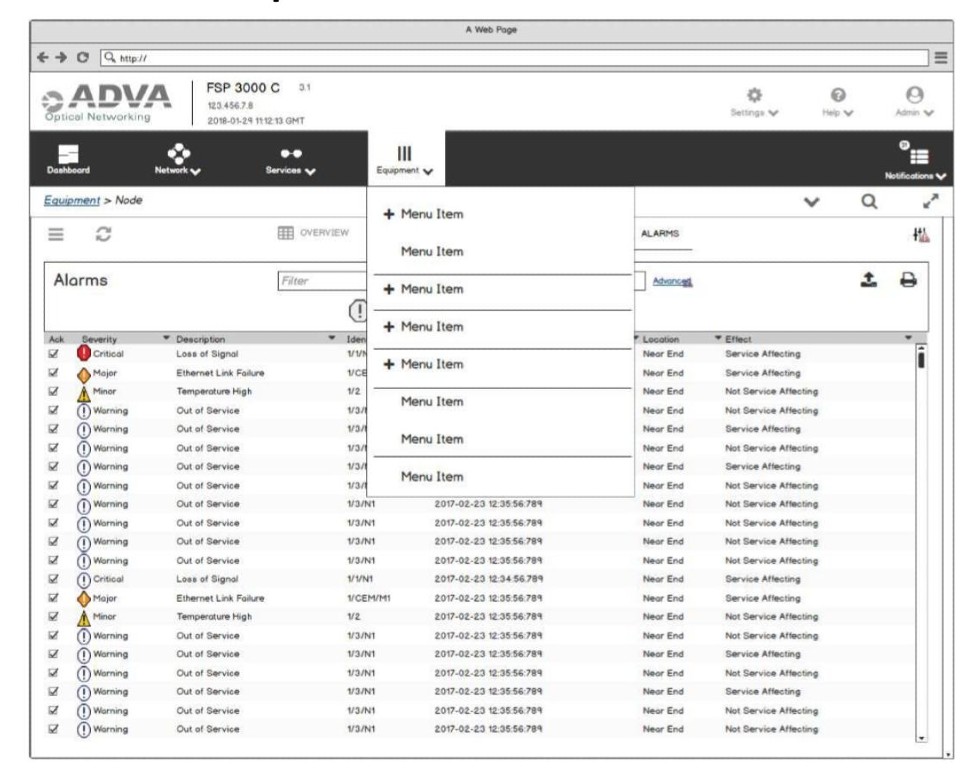 A Web Page
http://
ADVA
Optical Networking
FSP 3000 C 3.1
123.456.7.8
2018-01-29 11:12:13 GMT
Settings
Help
Admin
Dashboard
Network
Services
Equipment
Notifications
Equipment > Node
OVERVIEW
ALARMS
Alarms
Filter
Advanced
+ Menu Item
Menu Item
+ Menu Item
+ Menu Item
+ Menu Item
Menu Item
Menu Item
Menu Item
Ack Severity Description Iden Location Effect
Critical Loss of Signal 1/1/N Near End Service Affecting
Major Ethernet Link Failure 1/CE Near End Service Affecting
Minor Temperature High 1/2 Near End Not Service Affecting
Warning Out of Service 1/3/ Near End Not Service Affecting
Warning Out of Service 1/3/ Near End Service Affecting
Warning Out of Service 1/3/ Near End Not Service Affecting
Warning Out of Service 1/3/ Near End Service Affecting
Warning Out of Service 1/3/ Near End Not Service Affecting
Warning Out of Service 1/3/N1 2017-02-23 12:35:56:789 Near End Not Service Affecting
Warning Out of Service 1/3/N1 2017-02-23 12:35:56:789 Near End Not Service Affecting
Warning Out of Service 1/3/N1 2017-02-23 12:35:56:789 Near End Not Service Affecting
Warning Out of Service 1/3/N1 2017-02-23 12:35:56:789 Near End Not Service Affecting
Critical Loss of Signal 1/1/N1 2017-02-23 12:34:56:789 Near End Service Affecting
Major Ethernet Link Failure 1/CEM/M1 2017-02-23 12:35:56:789 Near End Service Affecting
Minor Temperature High 1/2 2017-02-23 12:35:56:789 Near End Not Service Affecting
Warning Out of Service 1/3/N1 2017-02-23 12:35:56:789 Near End Not Service Affecting
Warning Out of Service 1/3/N1 2017-02-23 12:35:56:789 Near End Service Affecting
Warning Out of Service 1/3/N1 2017-02-23 12:35:56:789 Near End Not Service Affecting
Warning Out of Service 1/3/N1 2017-02-23 12:35:56:789 Near End Service Affecting
Warning Out of Service 1/3/N1 2017-02-23 12:35:56:789 Near End Not Service Affecting
Warning Out of Service 1/3/N1 2017-02-23 12:35:56:789 Near End Not Service Affecting